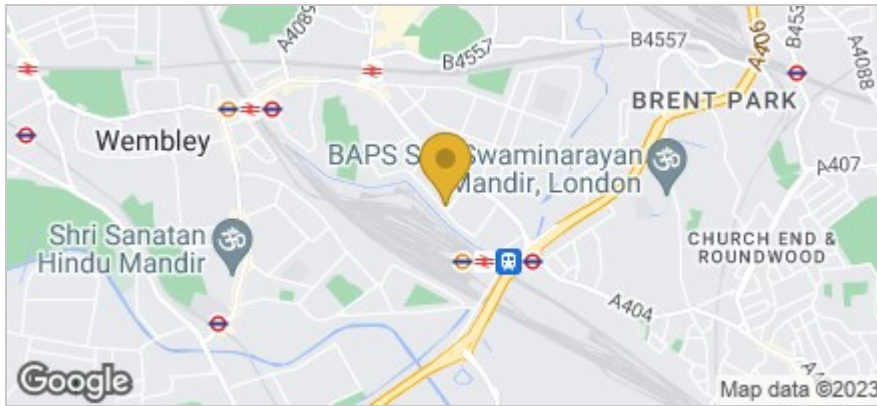 A4089
B4557
B4557
A406
B453
A4088
BRENT PARK
Wembley
BAPS S Swaminarayan
Mandir, London
A407
Shri Sanatan
Hindu Mandir
CHURCH END &
ROUNDWOOD
A404
Google
Map data ©2023